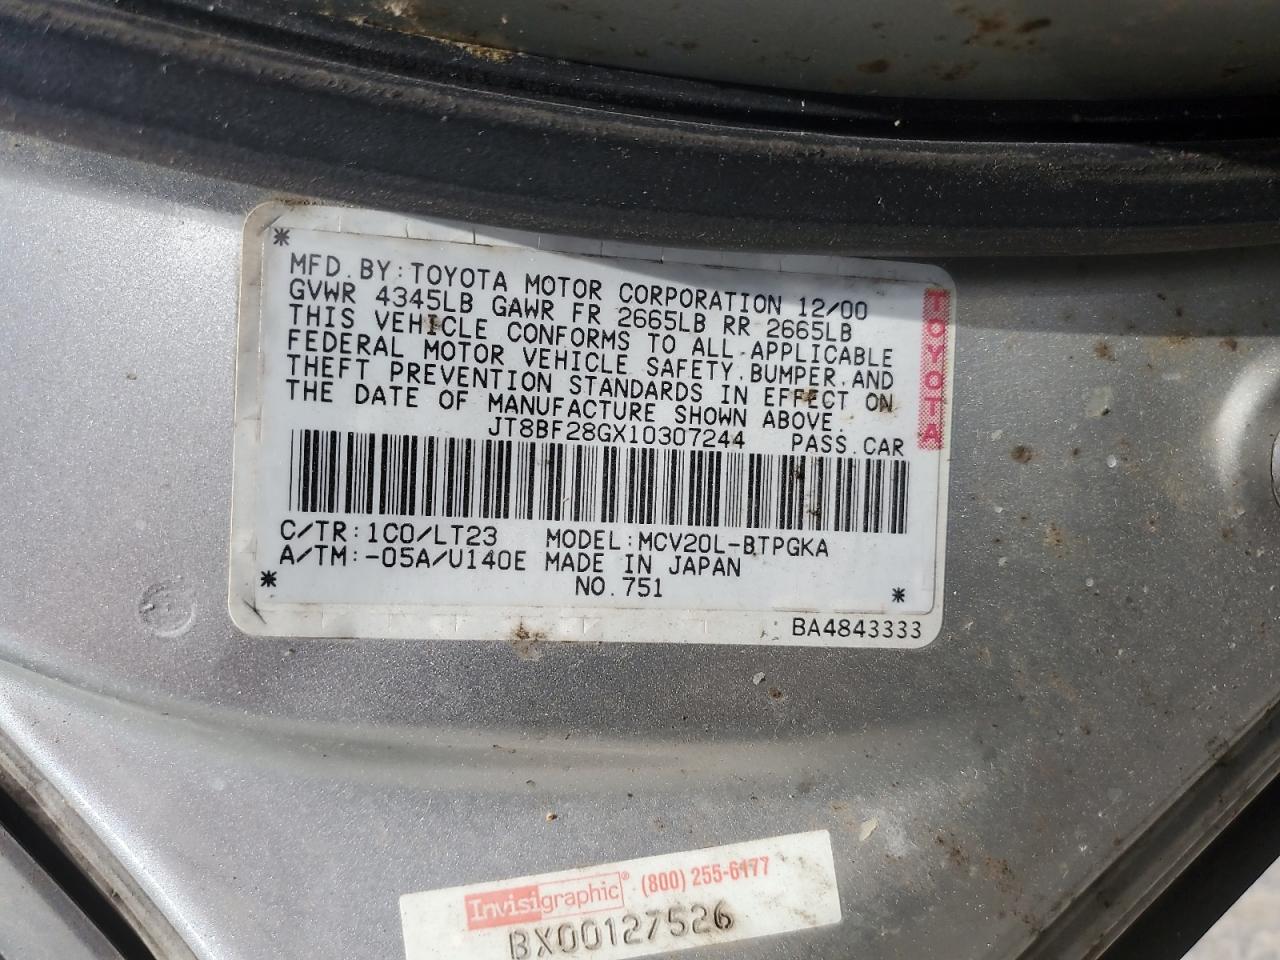 MFD. BY: TOYOTA MOTOR CORPORATION 12/00
GVWR 4345LB GAWR FR 2665LB RR 2665LB
THIS VEHICLE CONFORMS TO ALL APPLICABLE
FEDERAL MOTOR VEHICLE SAFETY, BUMPER, AND
THEFT PREVENTION STANDARDS IN EFFECT ON
THE DATE OF MANUFACTURE SHOWN ABOVE.
JT8BF28GX10307244 PASS. CAR
TOYOTA
C/TR: 1C0/LT23 MODEL: MCV20L-BTPGKA
A/TM: -05A/U140E MADE IN JAPAN
NO. 751
BA4843333
Invisigraphic® (800) 255-6477
BX00127526